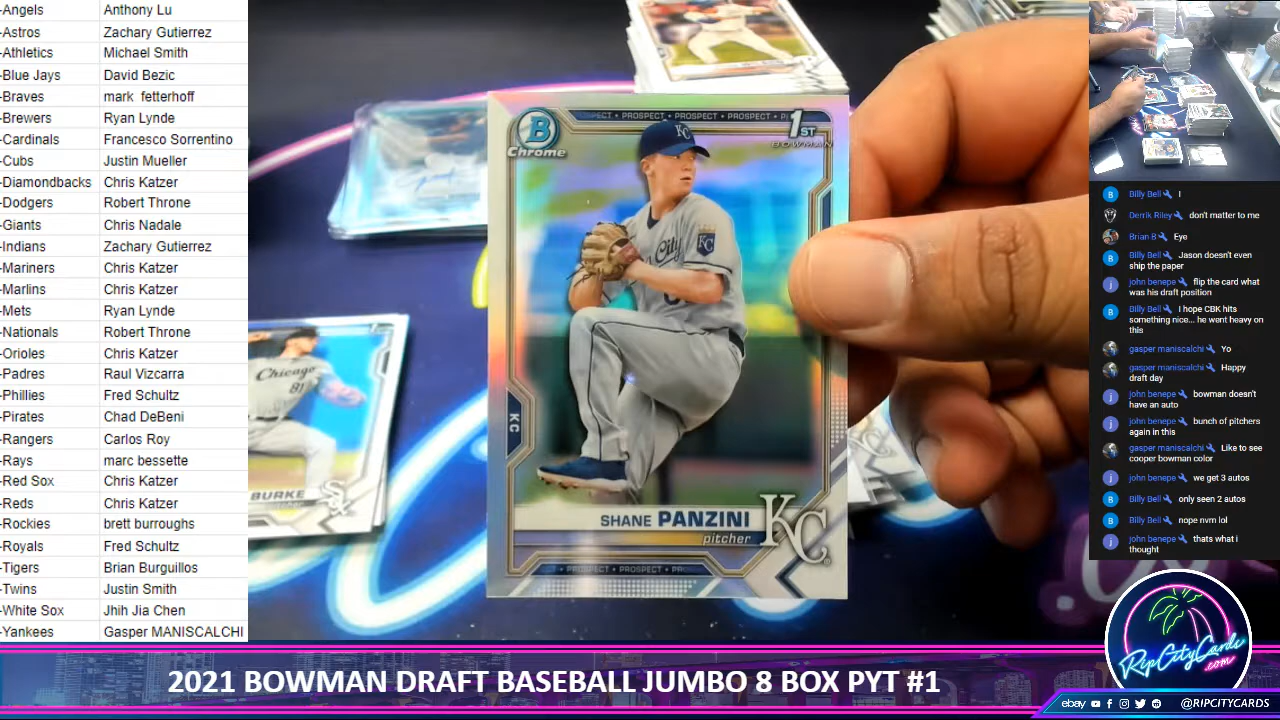 -Angels Anthony Lu
-Astros Zachary Gutierrez
-Athletics Michael Smith
-Blue Jays David Bezic
-Braves mark fetterhoff
-Brewers Ryan Lynde
-Cardinals Francesco Sorrentino
-Cubs Justin Mueller
-Diamondbacks Chris Katzer
-Dodgers Robert Throne
-Giants Chris Nadale
-Indians Zachary Gutierrez
-Mariners Chris Katzer
-Marlins Chris Katzer
-Mets Ryan Lynde
-Nationals Robert Throne
-Orioles Chris Katzer
-Padres Raul Vizcarra
-Phillies Fred Schultz
-Pirates Chad DeBeni
-Rangers Carlos Roy
-Rays marc bessette
-Red Sox Chris Katzer
-Reds Chris Katzer
-Rockies brett burroughs
-Royals Fred Schultz
-Tigers Brian Burguillos
-Twins Justin Smith
-White Sox Jhih Jia Chen
-Yankees Gasper MANISCALCHI
Chicago
81
BURKE
SOX
PROSPECT • PROSPECT • PROSPECT
B
Chrome
1ST
BOWMAN
KC
City
KC
KC
SHANE PANZINI
pitcher
KC
• PROSPECT • PROSPECT • PR
B Billy Bell I
Derrik Riley don't matter to me
Brian B Eye
B Billy Bell Jason doesn't even
ship the paper
j john benepe flip the card what
was his draft position
B Billy Bell I hope CBK hits
something nice... he went heavy on
this
gasper maniscalchi Yo
gasper maniscalchi Happy
draft day
j john benepe bowman doesn't
have an auto
j john benepe bunch of pitchers
again in this
gasper maniscalchi Like to see
cooper bowman color
j john benepe we get 3 autos
B Billy Bell only seen 2 autos
B Billy Bell nope nvm lol
j john benepe thats what i
thought
RipCityCards
.com
2021 BOWMAN DRAFT BASEBALL JUMBO 8 BOX PYT #1
ebay @RIPCITYCARDS